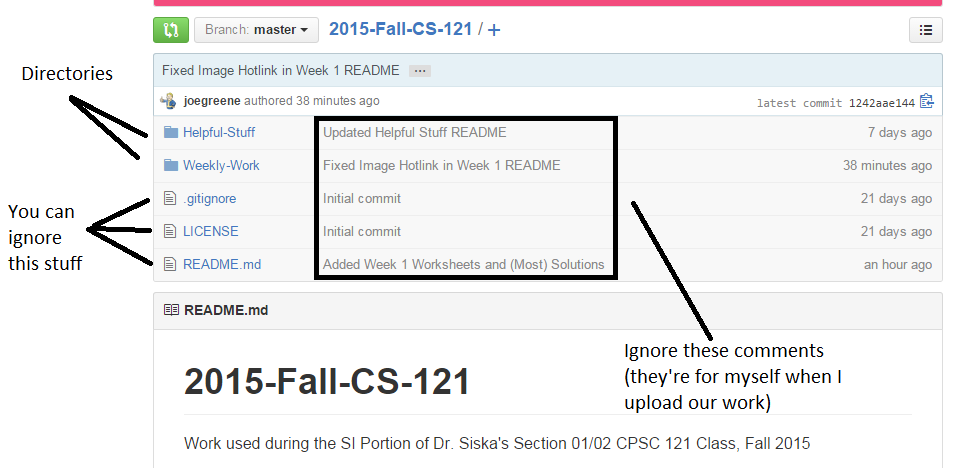 Branch: master
2015-Fall-CS-121 / +
Directories
Fixed Image Hotlink in Week 1 README ...
joegreene authored 38 minutes ago
latest commit 1242aae144
Helpful-Stuff Updated Helpful Stuff README 7 days ago
Weekly-Work Fixed Image Hotlink in Week 1 README 38 minutes ago
.gitignore Initial commit 21 days ago
LICENSE Initial commit 21 days ago
README.md Added Week 1 Worksheets and (Most) Solutions an hour ago
You can
ignore
this stuff
README.md
Ignore these comments
(they're for myself when I
upload our work)
2015-Fall-CS-121
Work used during the SI Portion of Dr. Siska's Section 01/02 CPSC 121 Class, Fall 2015